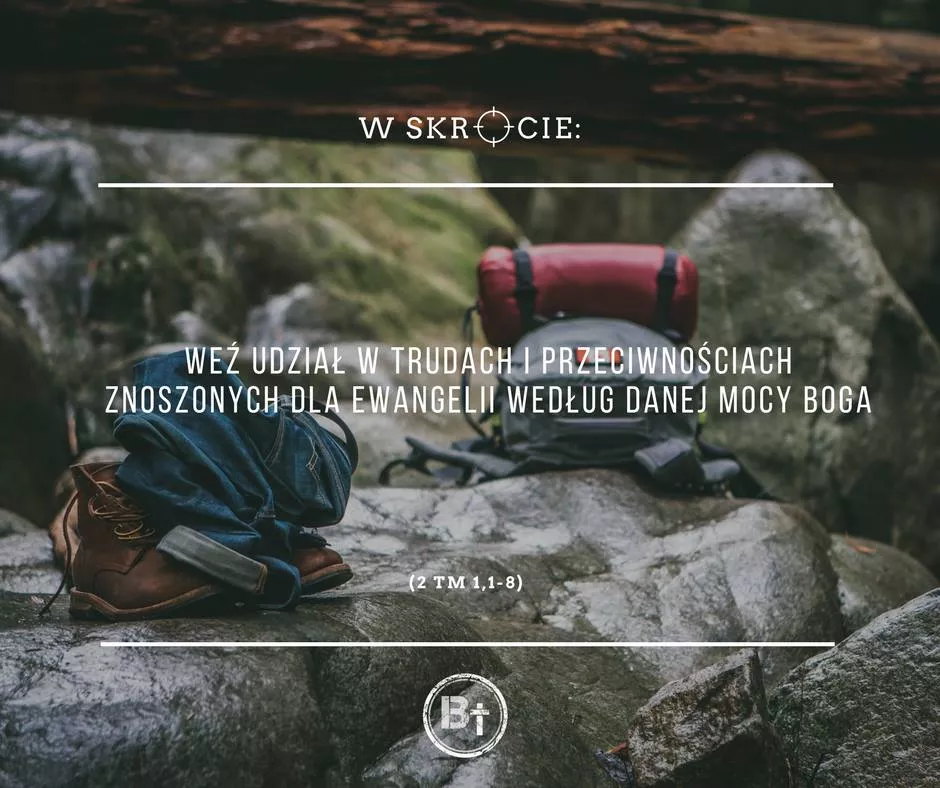 W SKRÓCIE:
WEŹ UDZIAŁ W TRUDACH I PRZECIWNOŚCIACH
ZNOSZONYCH DLA EWANGELII WEDŁUG DANEJ MOCY BOGA
(2 TM 1,1-8)
Bt